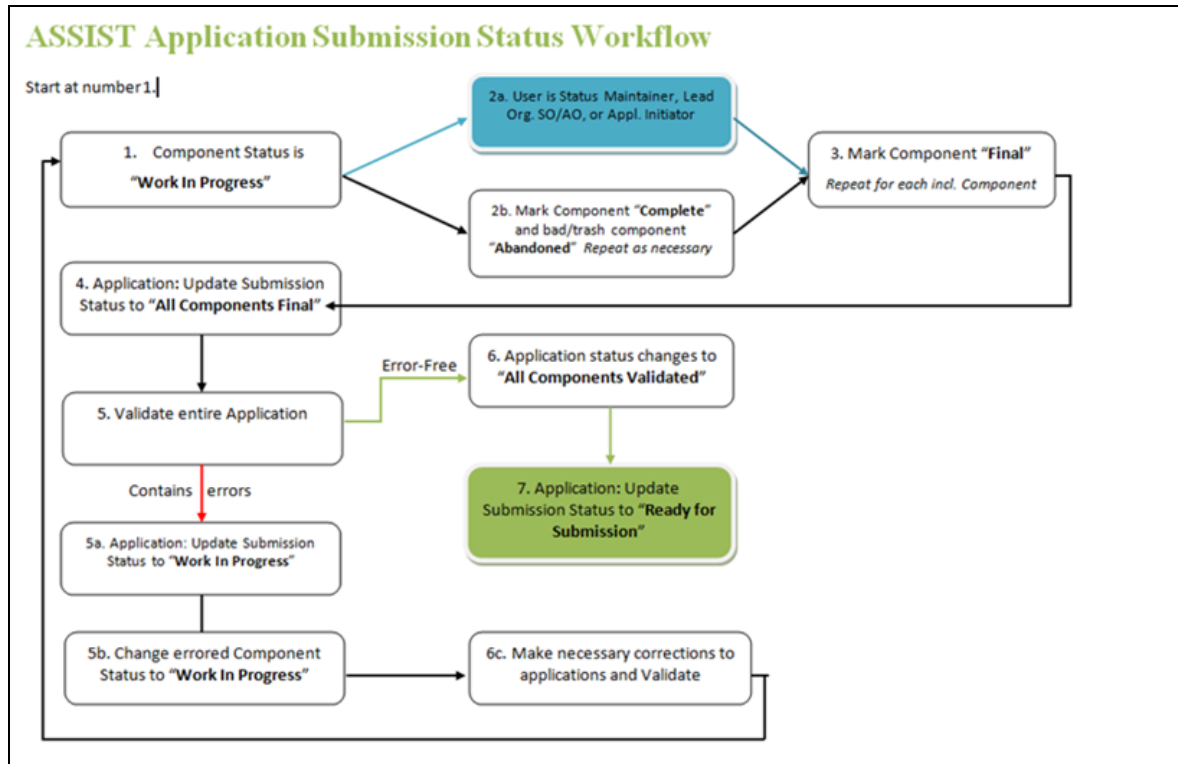 ASSIST Application Submission Status Workflow
Start at number1.
1. Component Status is
"Work In Progress"
2a. User is Status Maintainer, Lead
Org. SO/AO, or Appl. Initiator
2b. Mark Component "Complete"
and bad/trash component
"Abandoned" Repeat as necessary
3. Mark Component "Final"
Repeat for each incl. Component
4. Application: Update Submission
Status to "All Components Final"
5. Validate entire Application
Error-Free
6. Application status changes to
"All Components Validated"
7. Application: Update
Submission Status to "Ready for
Submission"
Contains errors
5a. Application: Update Submission
Status to "Work In Progress"
5b. Change errored Component
Status to "Work In Progress"
6c. Make necessary corrections to
applications and Validate